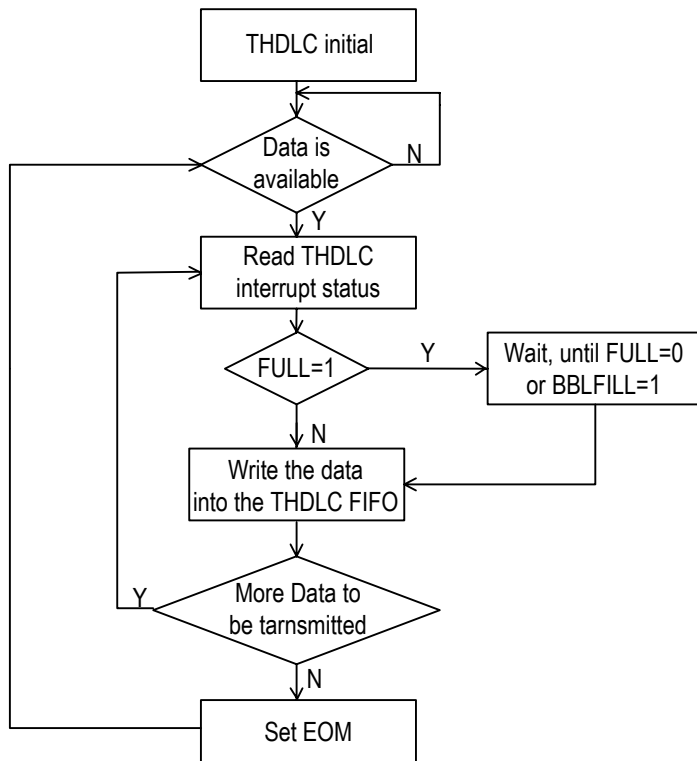 THDLC initial
Data is
available
N
Y
Read THDLC
interrupt status
FULL=1
Y
Wait, until FULL=0
or BBLFILL=1
N
Write the data
into the THDLC FIFO
More Data to
be tarnsmitted
Y
N
Set EOM